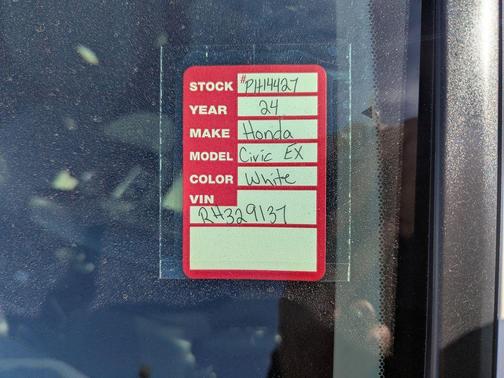 STOCK #PH14427
YEAR 24
MAKE Honda
MODEL Civic EX
COLOR White
VIN
RH329137